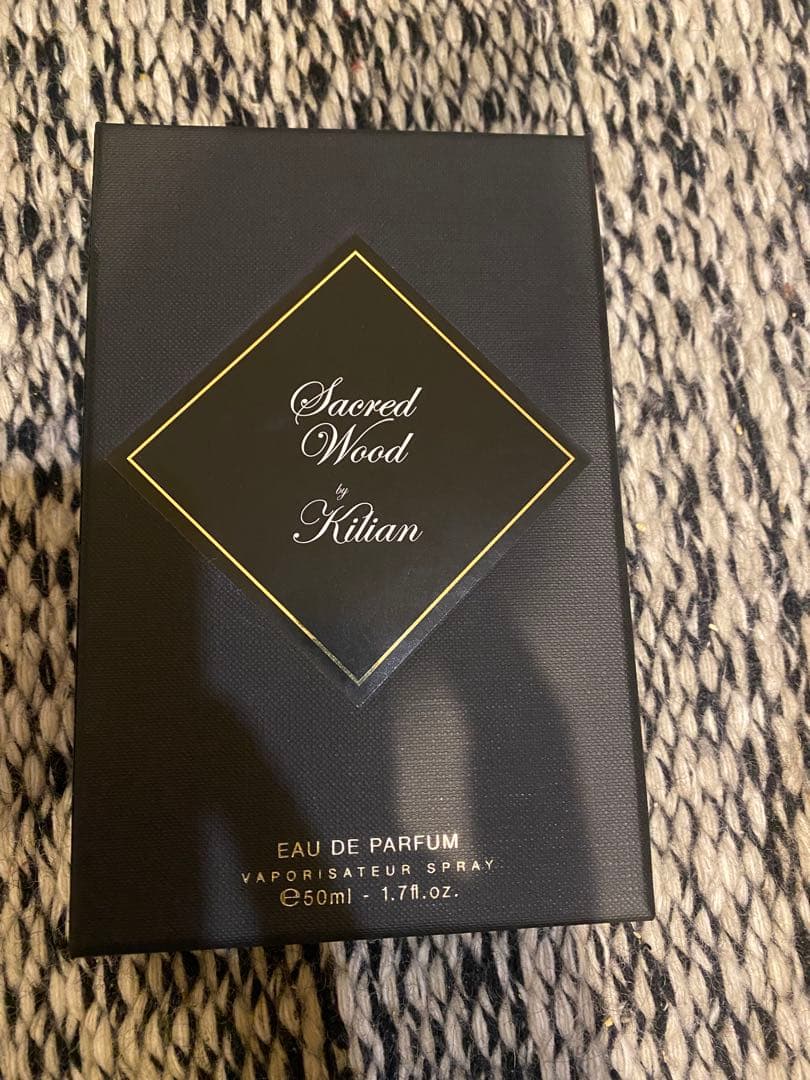 Sacred
Wood
by
Kilian
EAU DE PARFUM
VAPORISATEUR SPRAY
℮50ml - 1.7fl.oz.